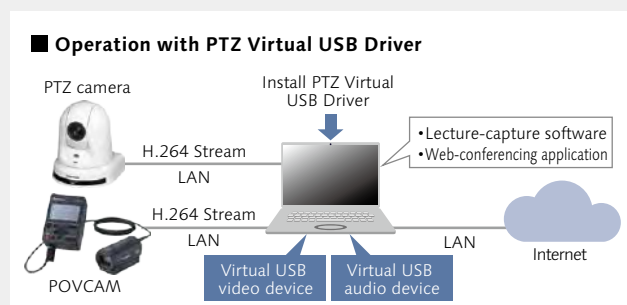 ■ Operation with PTZ Virtual USB Driver
PTZ camera
Install PTZ Virtual
USB Driver
•Lecture-capture software
•Web-conferencing application
H.264 Stream
LAN
H.264 Stream
LAN
LAN
Internet
POVCAM
Virtual USB
video device
Virtual USB
audio device